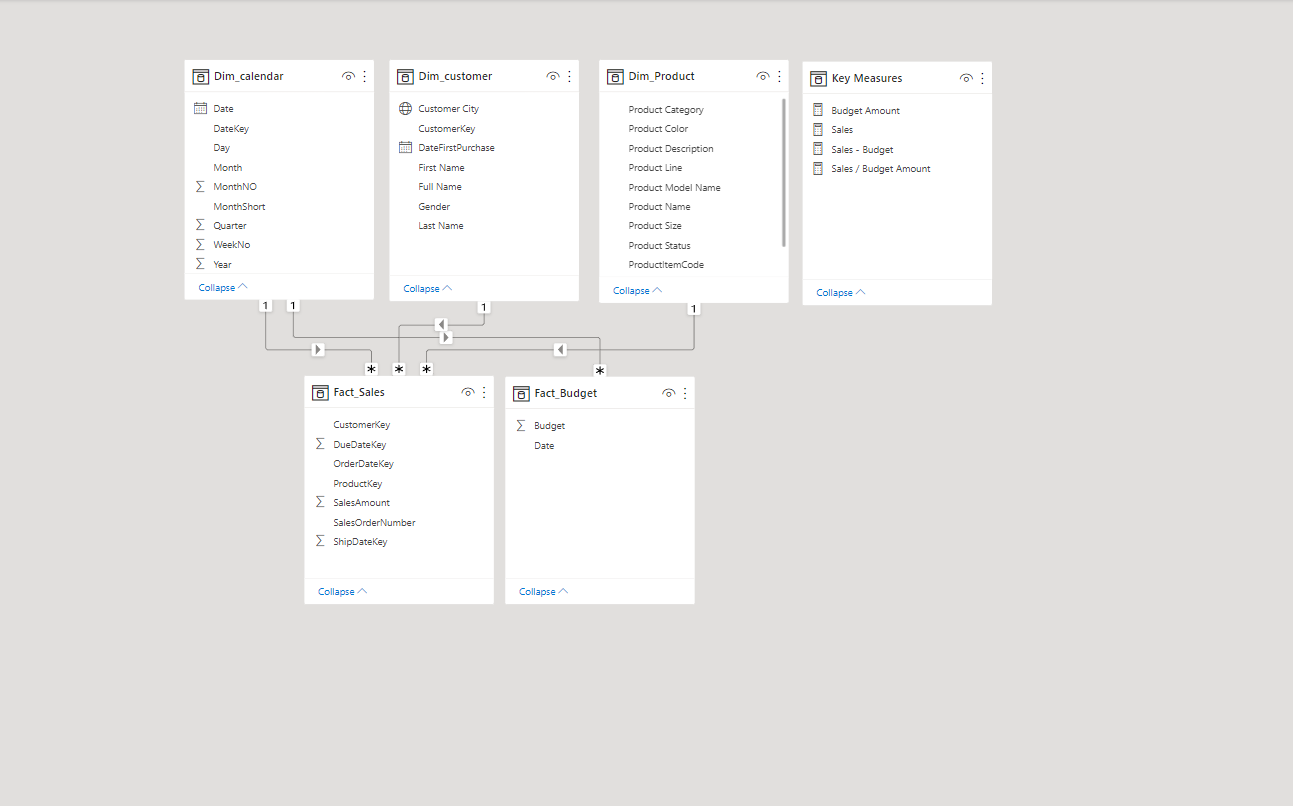 Dim_calendar
Date
DateKey
Day
Month
MonthNO
MonthShort
Quarter
WeekNo
Year
Collapse
Dim_customer
Customer City
CustomerKey
DateFirstPurchase
First Name
Full Name
Gender
Last Name
Collapse
Dim_Product
Product Category
Product Color
Product Description
Product Line
Product Model Name
Product Name
Product Size
Product Status
ProductItemCode
Collapse
Key Measures
Budget Amount
Sales
Sales - Budget
Sales / Budget Amount
Collapse
1
1
1
1
*
*
*
*
Fact_Sales
CustomerKey
DueDateKey
OrderDateKey
ProductKey
SalesAmount
SalesOrderNumber
ShipDateKey
Collapse
Fact_Budget
Budget
Date
Collapse